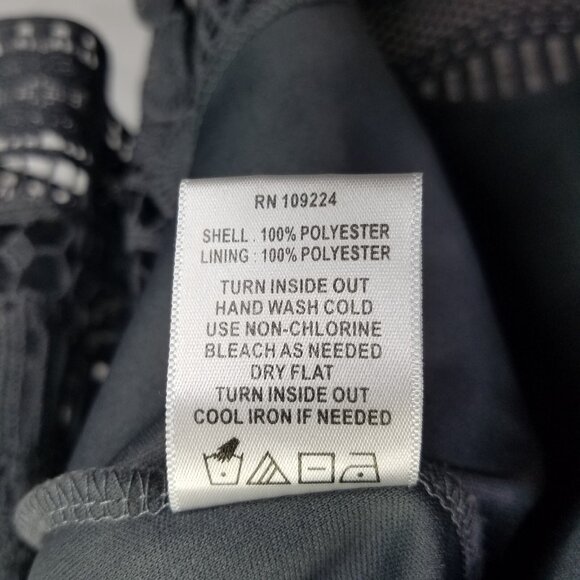 RN 109224
SHELL : 100% POLYESTER
LINING : 100% POLYESTER
TURN INSIDE OUT
HAND WASH COLD
USE NON-CHLORINE
BLEACH AS NEEDED
DRY FLAT
TURN INSIDE OUT
COOL IRON IF NEEDED